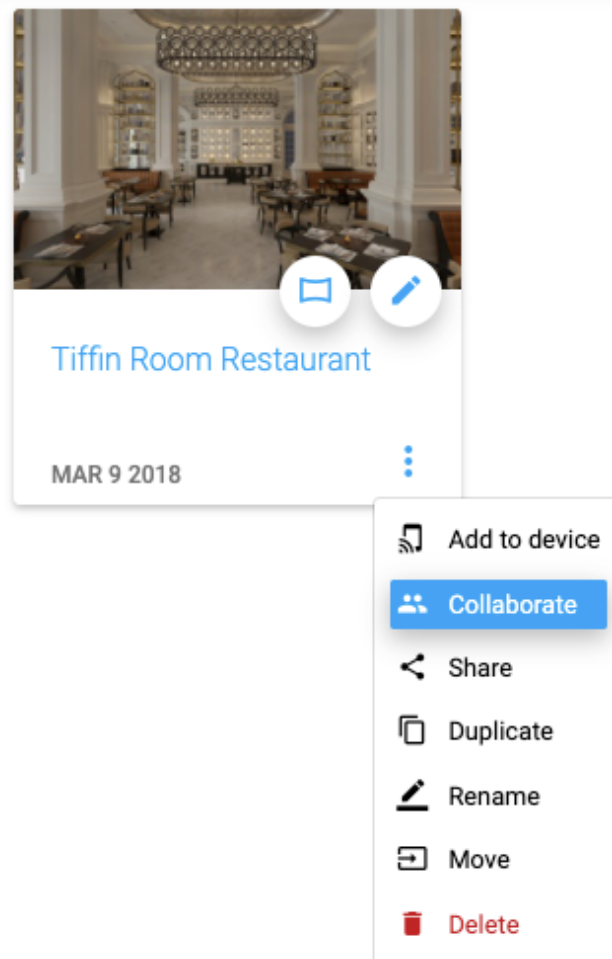 Tiffin Room Restaurant
MAR 9 2018
Add to device
Collaborate
Share
Duplicate
Rename
Move
Delete